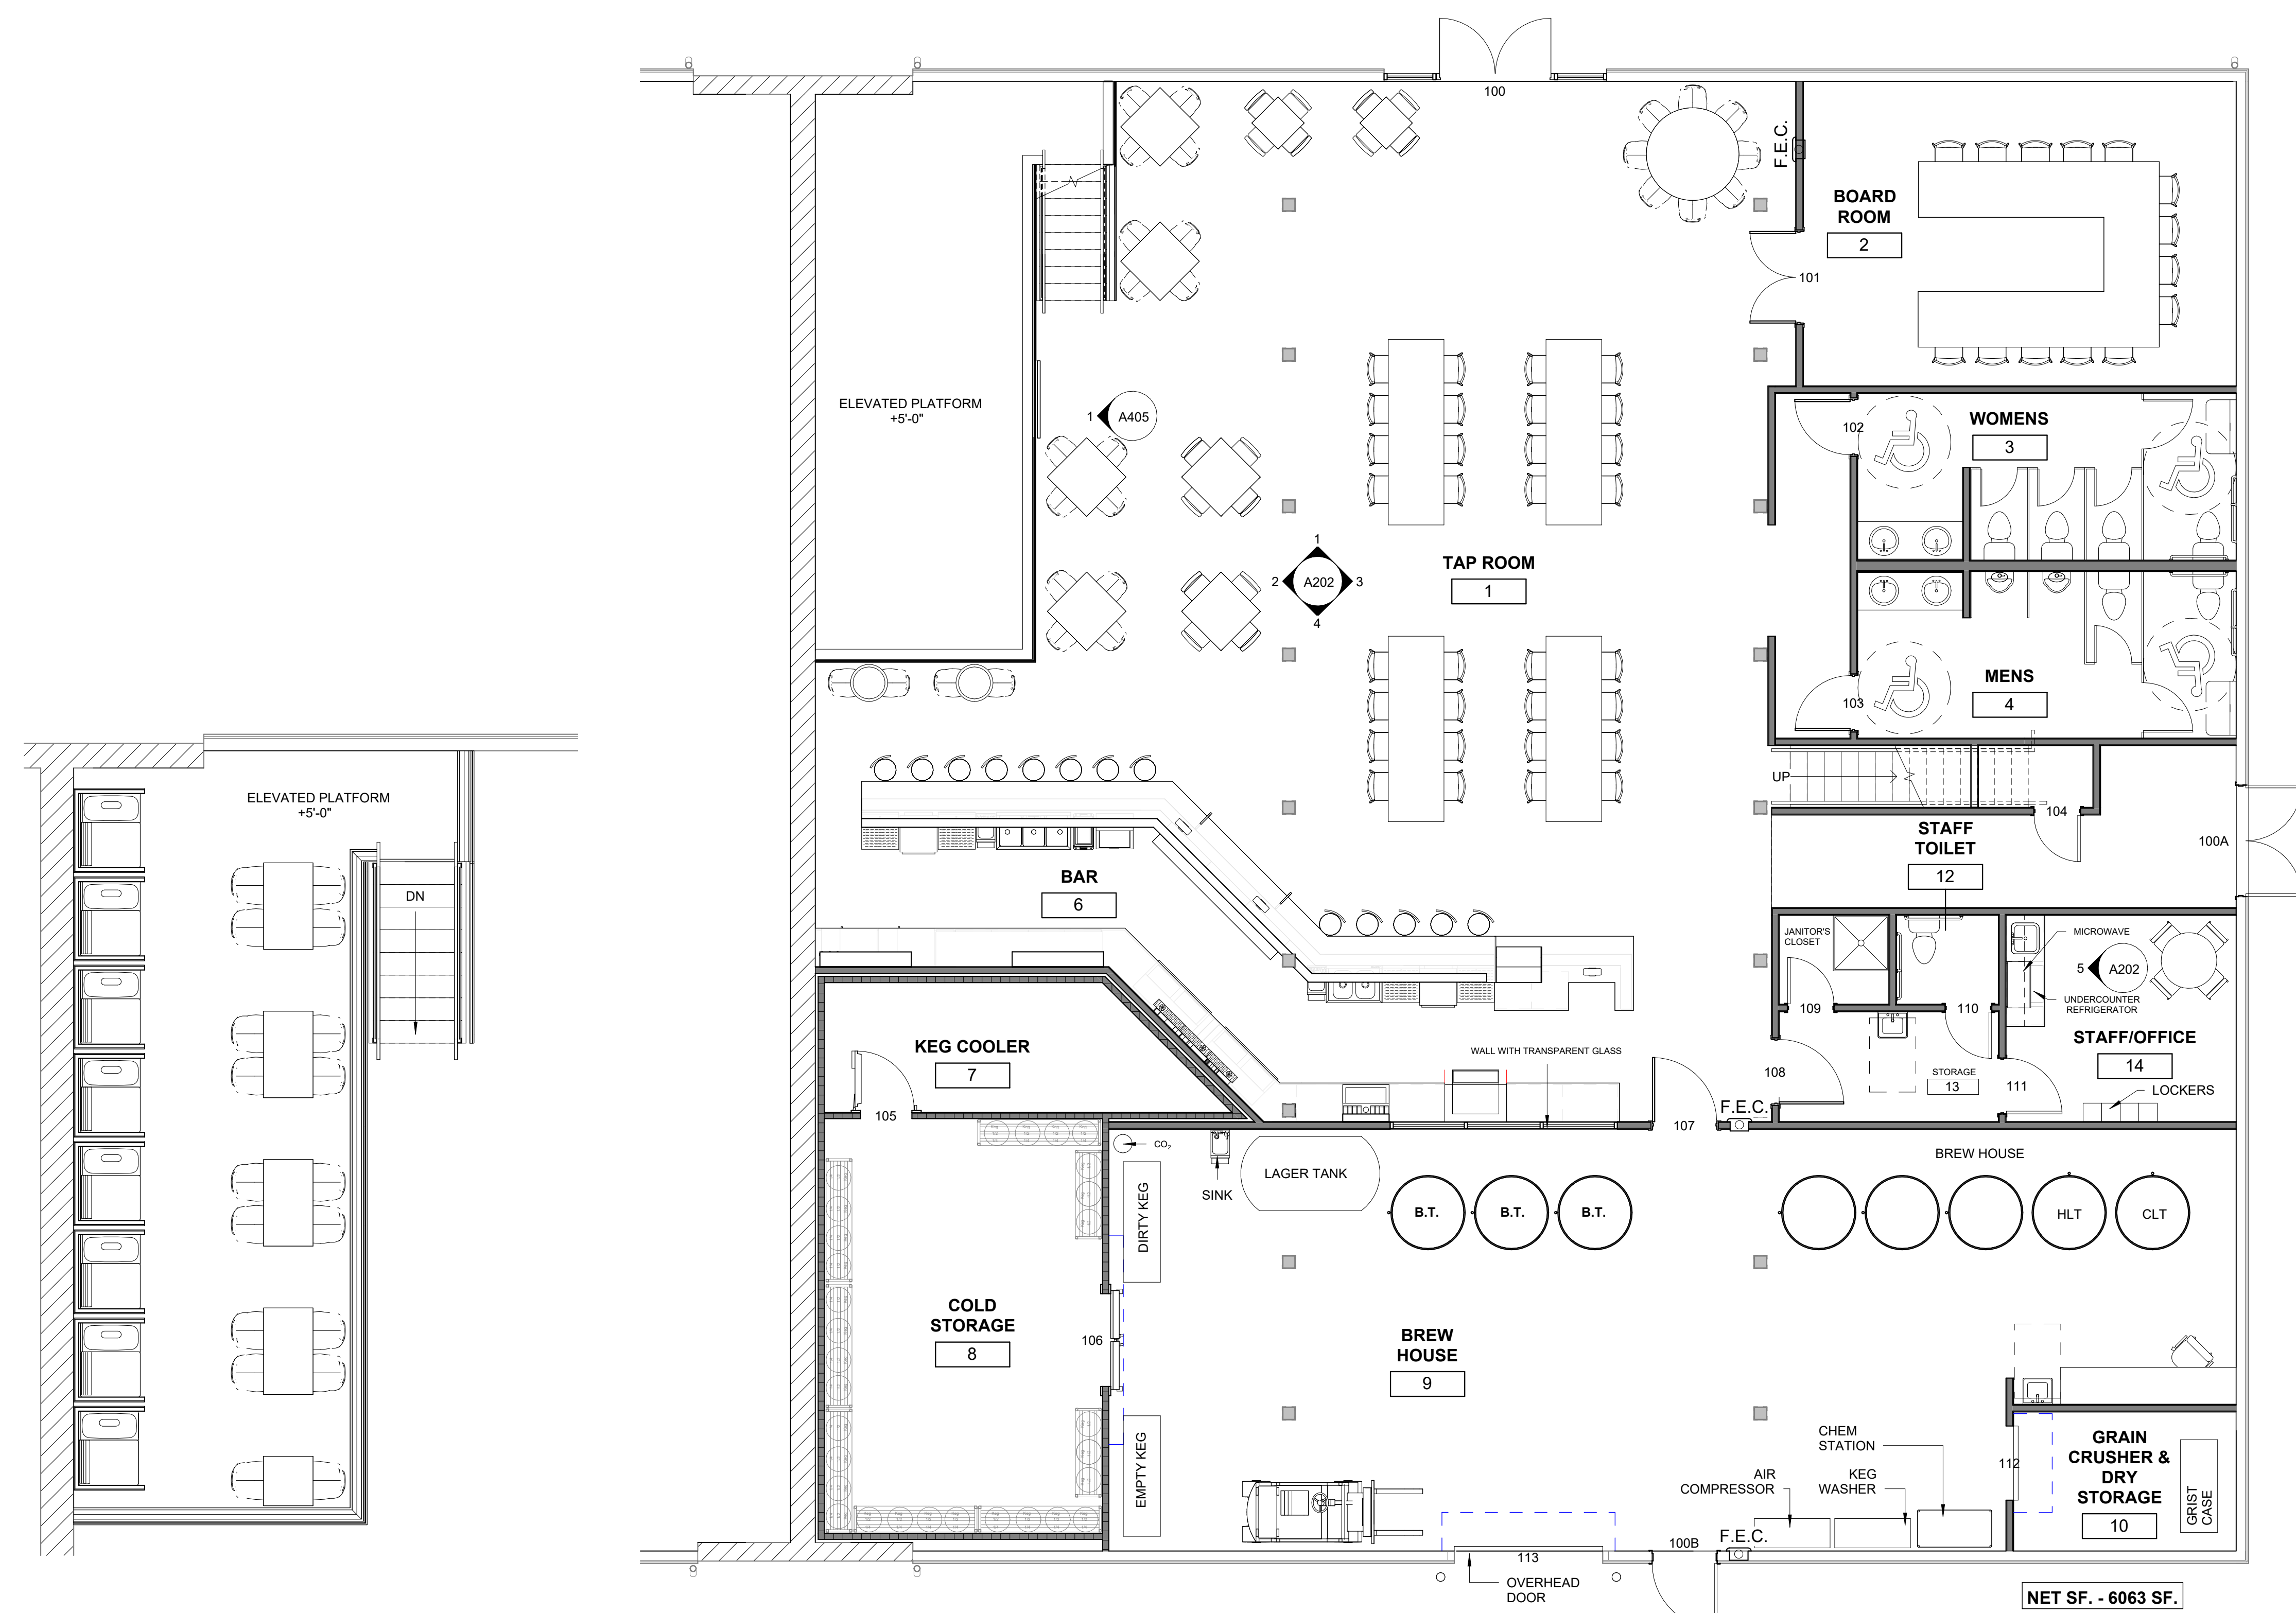 100
F.E.C.
BOARD
ROOM
2
101
ELEVATED PLATFORM
+5'-0"
1
A405
102
WOMENS
3
1
2
A202
3
4
TAP ROOM
1
MENS
4
103
ELEVATED PLATFORM
+5'-0"
DN
UP
104
STAFF
TOILET
12
100A
BAR
6
JANITOR'S
CLOSET
MICROWAVE
5
A202
UNDERCOUNTER
REFRIGERATOR
109
110
STAFF/OFFICE
14
KEG COOLER
7
WALL WITH TRANSPARENT GLASS
108
STORAGE
13
111
LOCKERS
105
F.E.C.
107
CO2
SINK
LAGER TANK
DIRTY KEG
BREW HOUSE
B.T.
B.T.
B.T.
HLT
CLT
COLD
STORAGE
8
106
BREW
HOUSE
9
EMPTY KEG
CHEM
STATION
AIR
COMPRESSOR
KEG
WASHER
112
GRAIN
CRUSHER &
DRY
STORAGE
10
GRIST
CASE
F.E.C.
100B
113
OVERHEAD
DOOR
NET SF. - 6063 SF.